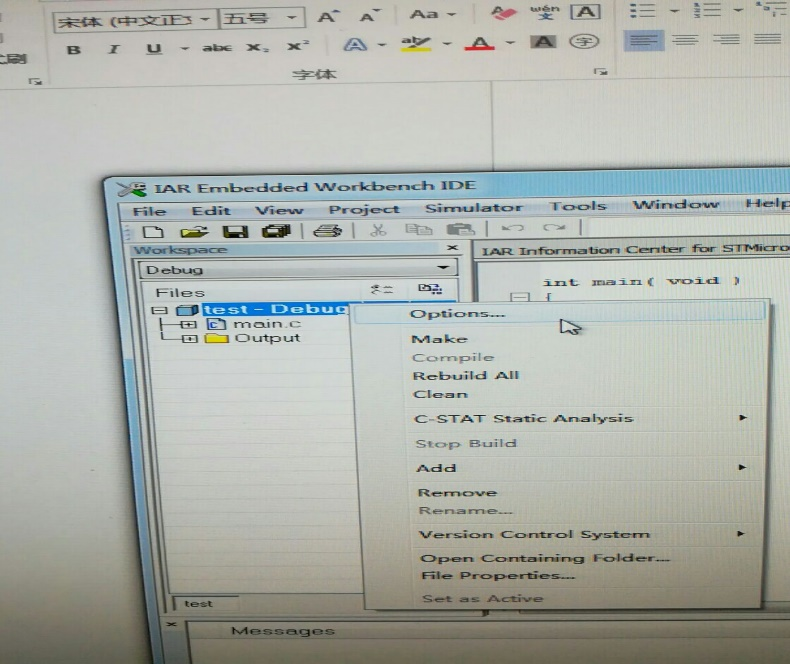 宋体 (中文正 五号 A A Aa wén 文 A
B I U abc X₂ X² A ab A A 字
刷
字体
IAR Embedded Workbench IDE
File Edit View Project Simulator Tools Window Help
Workspace
IAR Information Center for STMicro
Debug
Files
int main( void )
{
test - Debug
main.c
Output
Options...
Make
Compile
Rebuild All
Clean
C-STAT Static Analysis
Stop Build
Add
Remove
Rename...
Version Control System
Open Containing Folder...
File Properties...
Set as Active
test
Messages